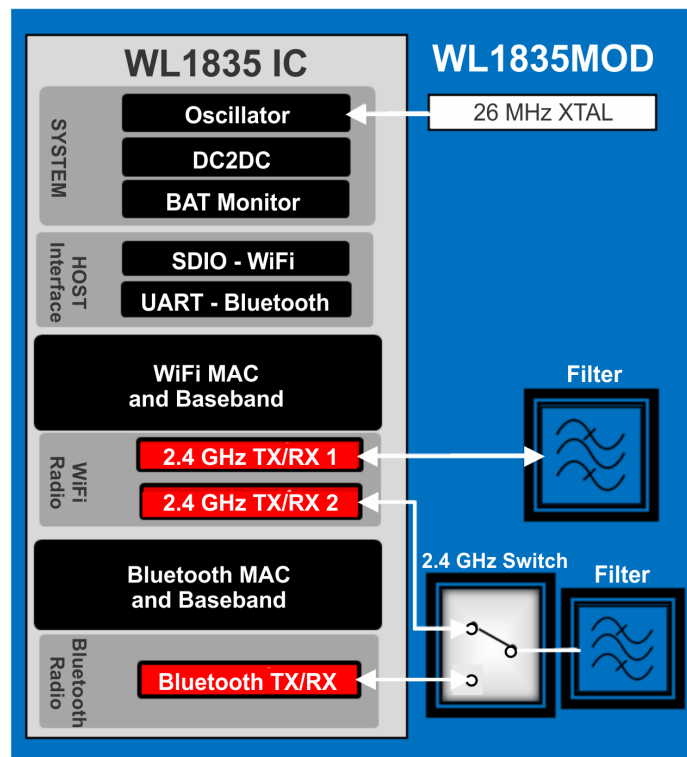 WL1835 IC
WL1835MOD
SYSTEM
Oscillator
26 MHz XTAL
DC2DC
BAT Monitor
HOST
Interface
SDIO - WiFi
UART - Bluetooth
WiFi MAC
and Baseband
Filter
WiFi
Radio
2.4 GHz TX/RX 1
2.4 GHz TX/RX 2
Bluetooth MAC
and Baseband
2.4 GHz Switch
Filter
Bluetooth
Radio
Bluetooth TX/RX